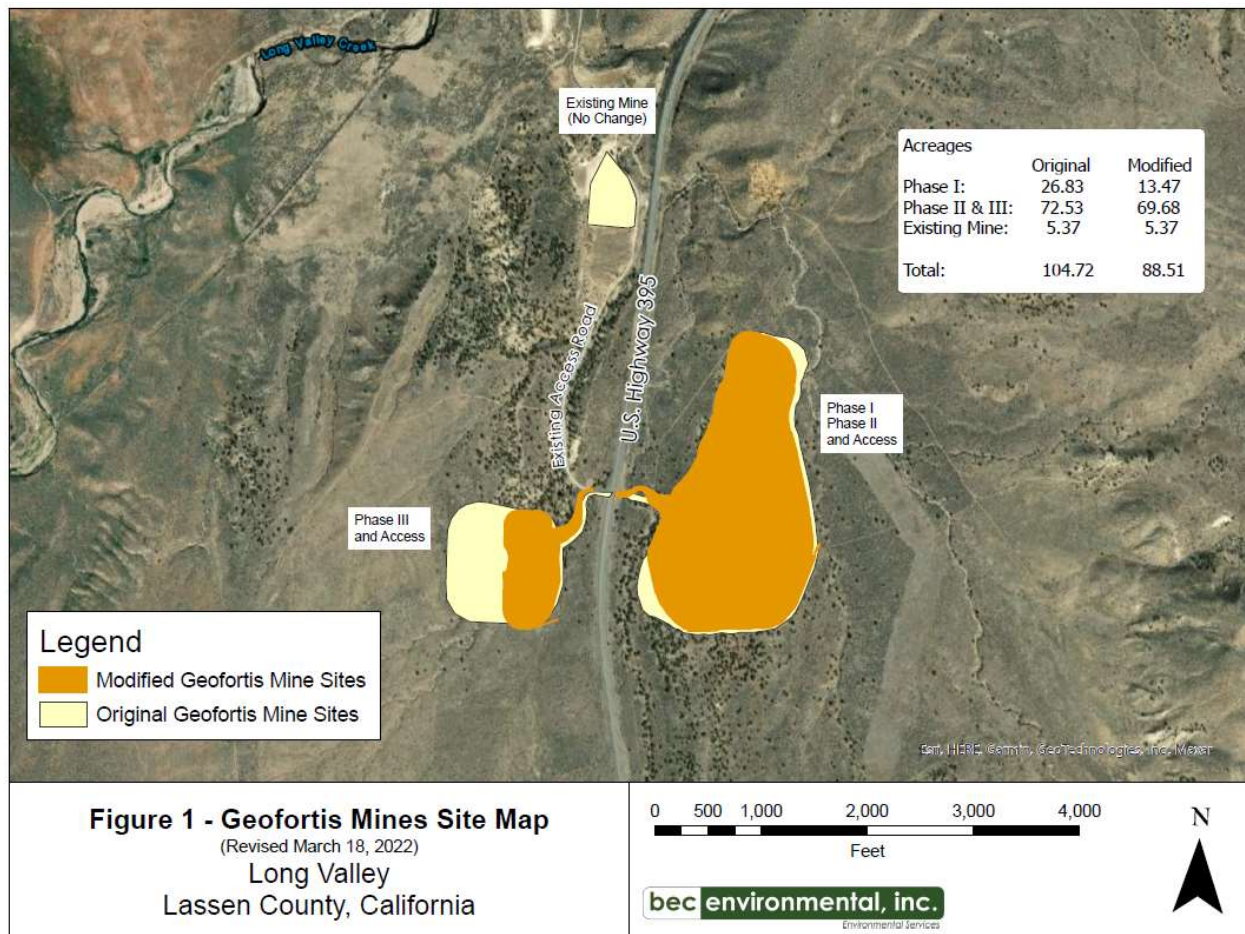 Long Valley Creek
Existing Mine
(No Change)
Acreages
Original Modified
Phase I: 26.83 13.47
Phase II & III: 72.53 69.68
Existing Mine: 5.37 5.37
Total: 104.72 88.51
Existing Access Road
U.S. Highway 395
Phase I
Phase II
and Access
Phase III
and Access
Legend
Modified Geofortis Mine Sites
Original Geofortis Mine Sites
Esri, HERE, Garmin, GeoTechnologies, Inc., Maxar
Figure 1 - Geofortis Mines Site Map
(Revised March 18, 2022)
Long Valley
Lassen County, California
0 500 1,000 2,000 3,000 4,000
Feet
N
bec environmental, inc.
Environmental Services